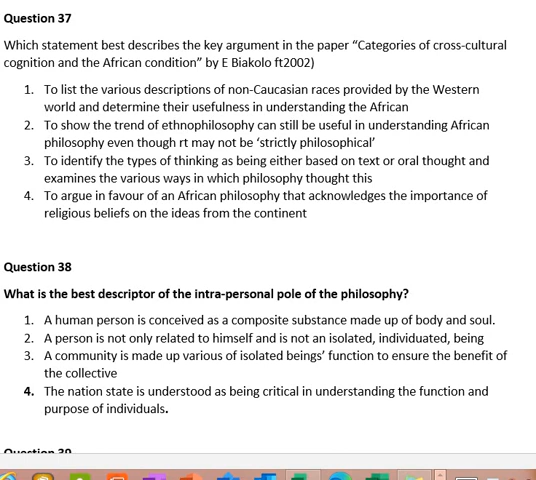 Question 37
Which statement best describes the key argument in the paper “Categories of cross-cultural
cognition and the African condition” by E Biakolo ft2002)
1. To list the various descriptions of non-Caucasian races provided by the Western
world and determine their usefulness in understanding the African
2. To show the trend of ethnophilosophy can still be useful in understanding African
philosophy even though rt may not be ‘strictly philosophical’
3. To identify the types of thinking as being either based on text or oral thought and
examines the various ways in which philosophy thought this
4. To argue in favour of an African philosophy that acknowledges the importance of
religious beliefs on the ideas from the continent
Question 38
What is the best descriptor of the intra-personal pole of the philosophy?
1. A human person is conceived as a composite substance made up of body and soul.
2. A person is not only related to himself and is not an isolated, individuated, being
3. A community is made up various of isolated beings’ function to ensure the benefit of
the collective
4. The nation state is understood as being critical in understanding the function and
purpose of individuals.
Question 39